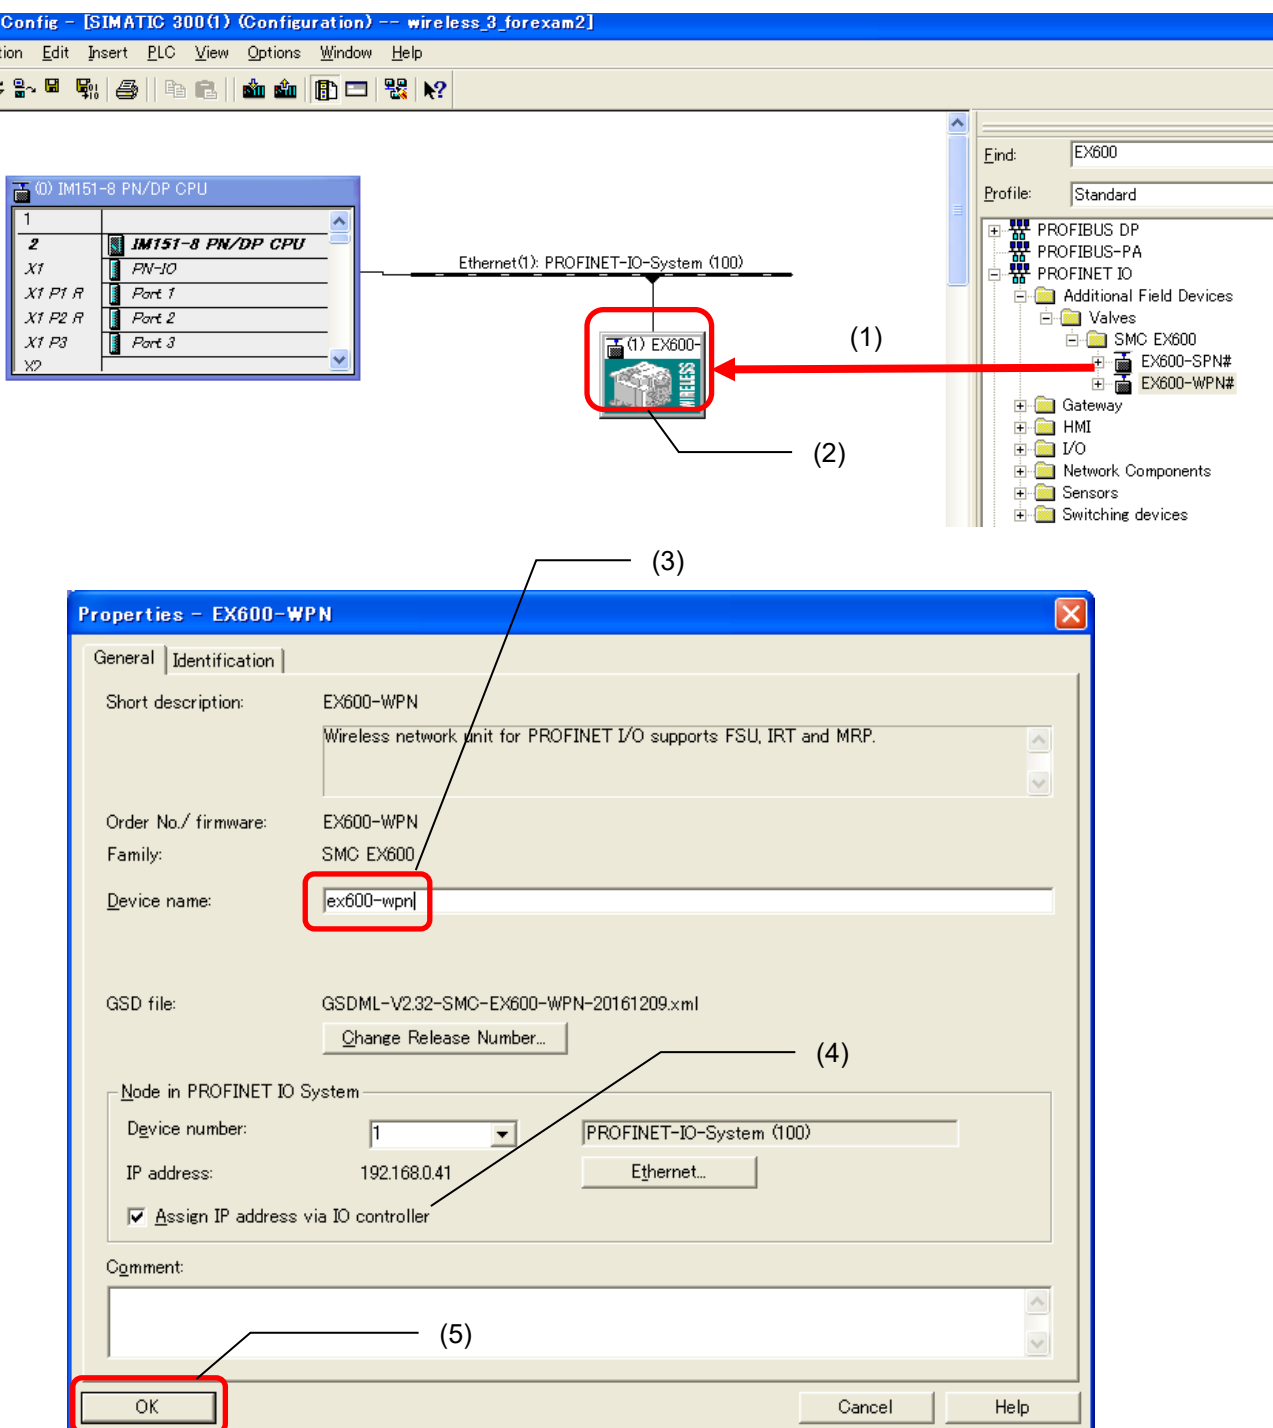 Config - [SIMATIC 300(1) (Configuration) -- wireless_3_forexam2]
tion Edit Insert PLC View Options Window Help
Find: EX600
Profile: Standard
(0) IM151-8 PN/DP CPU
1
2 IM151-8 PN/DP CPU
X1 PN-IO
X1 P1 R Port 1
X1 P2 R Port 2
X1 P3 Port 3
X2
Ethernet(1): PROFINET-IO-System (100)
(1) EX600-
WIRELESS
(1)
(2)
PROFIBUS DP
PROFIBUS-PA
PROFINET IO
Additional Field Devices
Valves
SMC EX600
EX600-SPN#
EX600-WPN#
Gateway
HMI
I/O
Network Components
Sensors
Switching devices
(3)
Properties - EX600-WPN
General Identification
Short description: EX600-WPN
Wireless network unit for PROFINET I/O supports FSU, IRT and MRP.
Order No./ firmware: EX600-WPN
Family: SMC EX600
Device name: ex600-wpn
GSD file: GSDML-V2.32-SMC-EX600-WPN-20161209.xml
Change Release Number...
(4)
Node in PROFINET IO System
Device number: 1 PROFINET-IO-System (100)
IP address: 192.168.0.41 Ethernet...
Assign IP address via IO controller
Comment:
(5)
OK Cancel Help